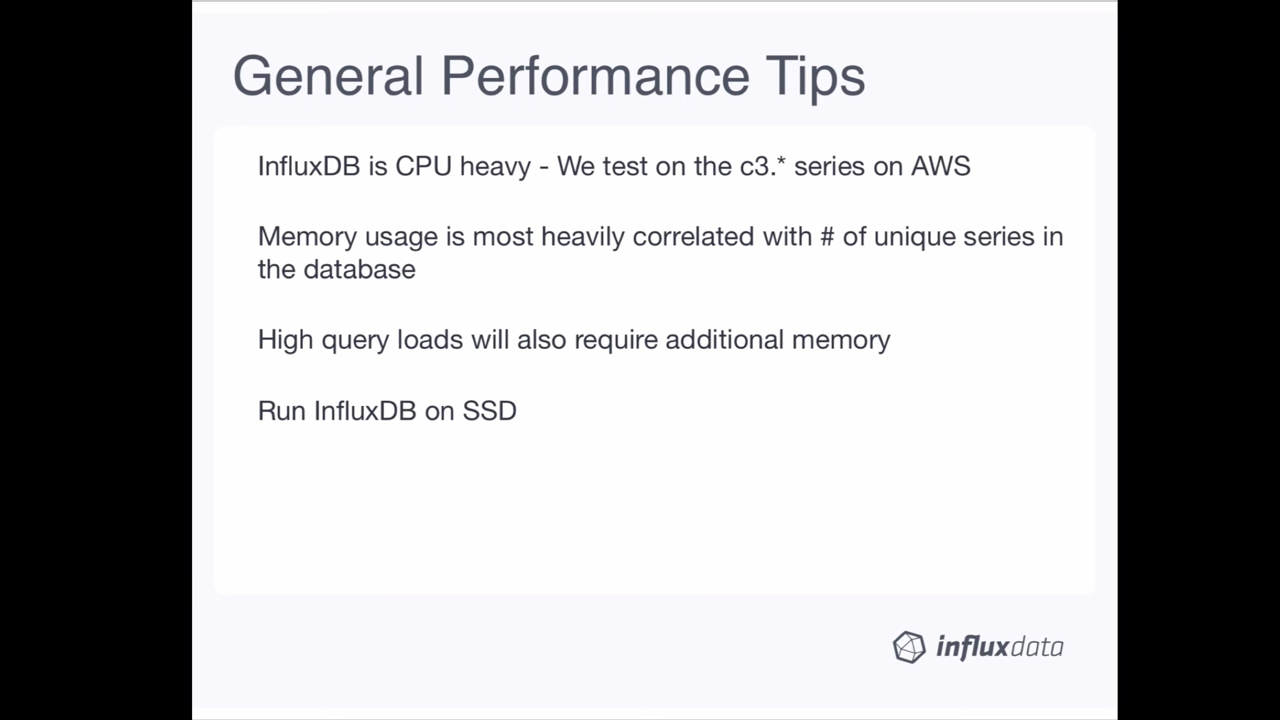 General Performance Tips
InfluxDB is CPU heavy - We test on the c3.* series on AWS
Memory usage is most heavily correlated with # of unique series in
the database
High query loads will also require additional memory
Run InfluxDB on SSD
influxdata